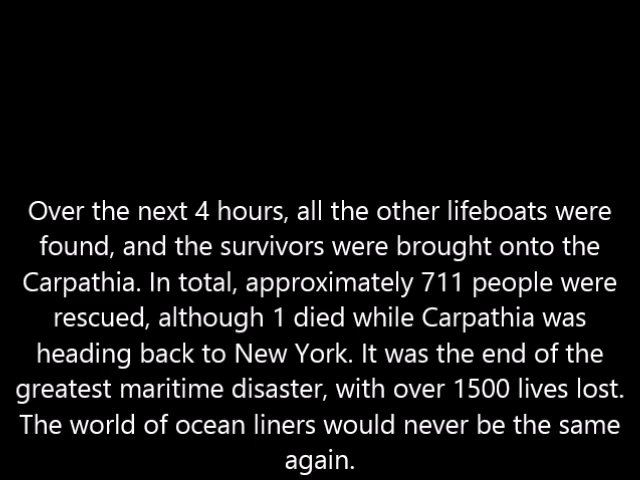 Over the next 4 hours, all the other lifeboats were
found, and the survivors were brought onto the
Carpathia. In total, approximately 711 people were
rescued, although 1 died while Carpathia was
heading back to New York. It was the end of the
greatest maritime disaster, with over 1500 lives lost.
The world of ocean liners would never be the same
again.